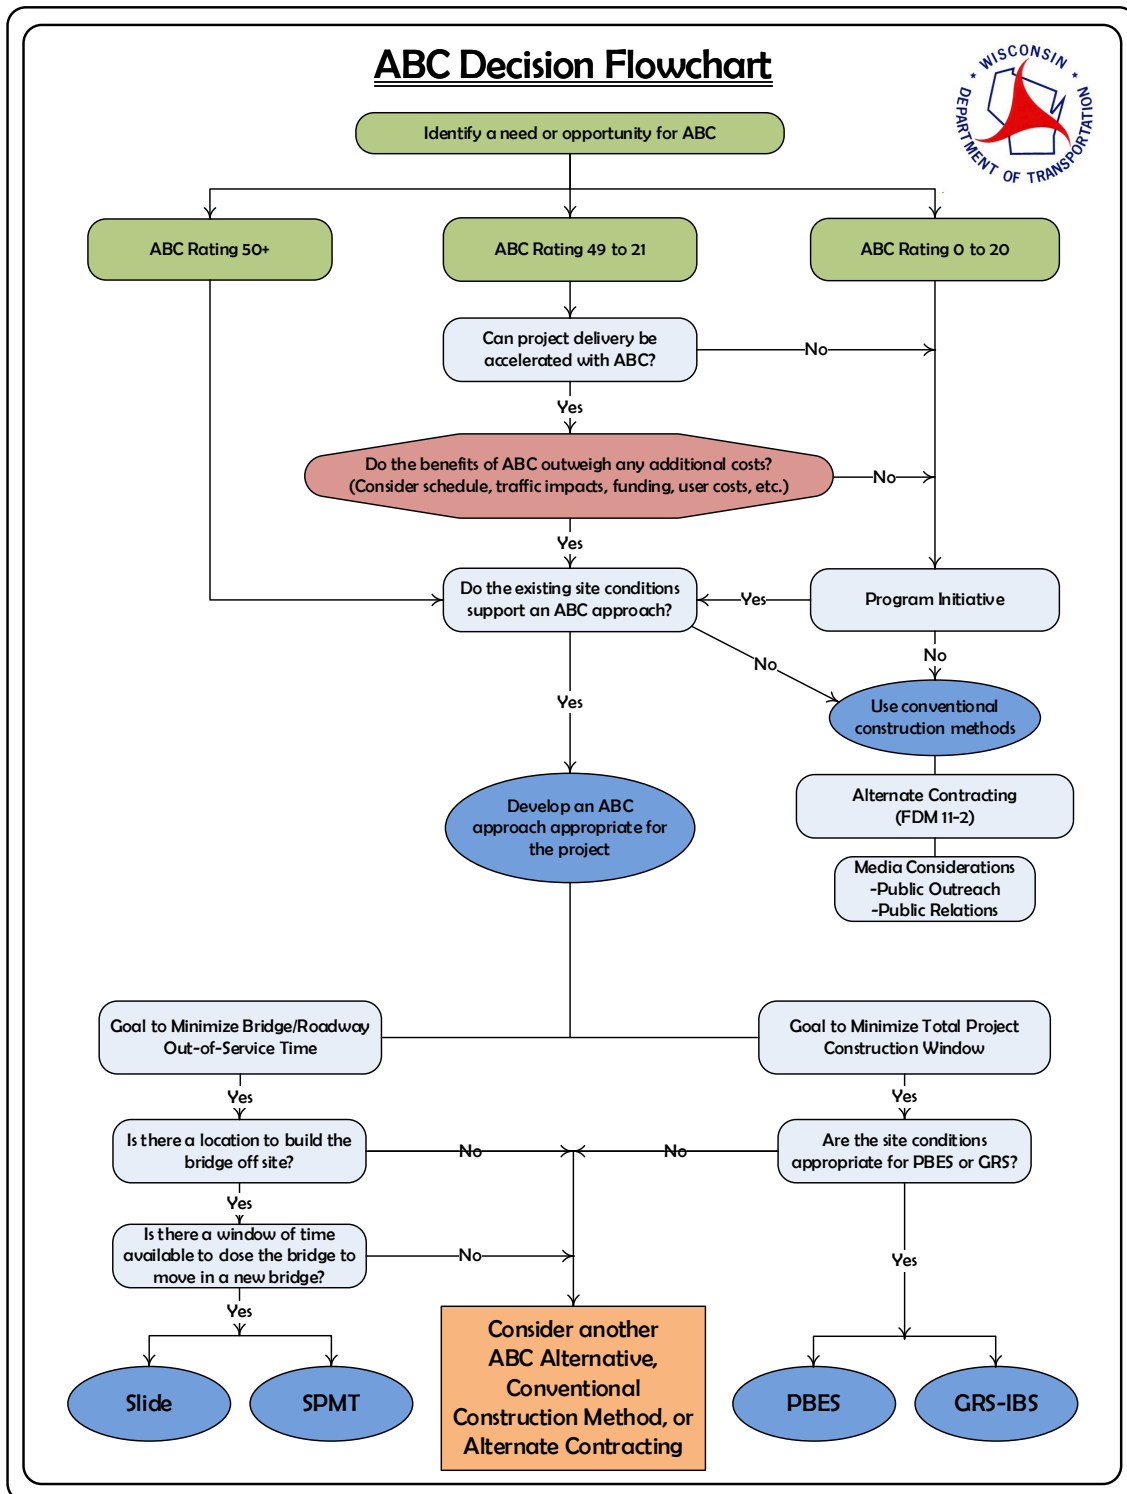 ABC Decision Flowchart
WISCONSIN
DEPARTMENT OF TRANSPORTATION
Identify a need or opportunity for ABC
ABC Rating 50+
ABC Rating 49 to 21
ABC Rating 0 to 20
Can project delivery be
accelerated with ABC?
No
Yes
Do the benefits of ABC outweigh any additional costs?
(Consider schedule, traffic impacts, funding, user costs, etc.)
No
Yes
Do the existing site conditions
support an ABC approach?
Yes
Program Initiative
No
No
Yes
Use conventional
construction methods
Develop an ABC
approach appropriate for
the project
Alternate Contracting
(FDM 11-2)
Media Considerations
-Public Outreach
-Public Relations
Goal to Minimize Bridge/Roadway
Out-of-Service Time
Goal to Minimize Total Project
Construction Window
Yes
Yes
Is there a location to build the
bridge off site?
No
No
Are the site conditions
appropriate for PBES or GRS?
Yes
Is there a window of time
available to close the bridge to
move in a new bridge?
No
Yes
Yes
Slide
SPMT
Consider another
ABC Alternative,
Conventional
Construction Method, or
Alternate Contracting
PBES
GRS-IBS